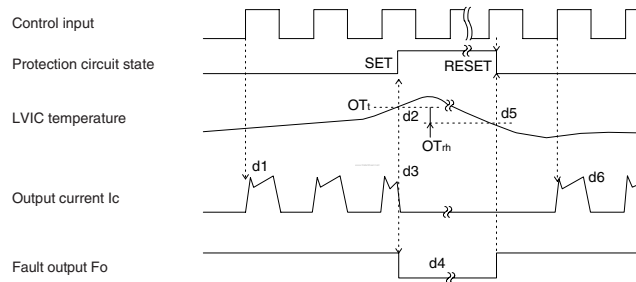 Control input
Protection circuit state
SET
RESET
LVIC temperature
OTt
d2
d5
OTrh
Output current Ic
d1
d3
d6
Fault output Fo
d4